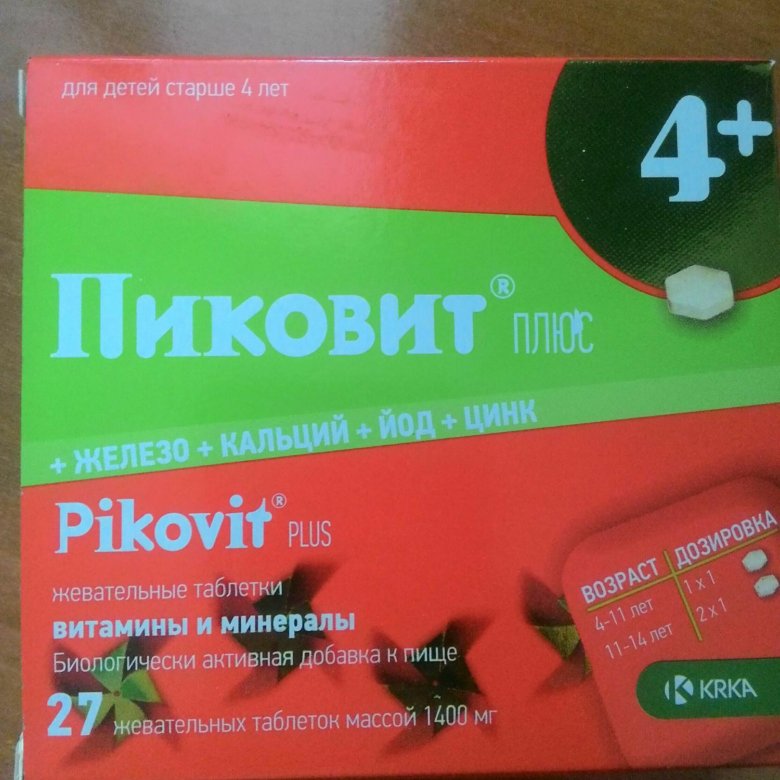 для детей старше 4 лет
4+
Пиковит® плюс
+ ЖЕЛЕЗО + КАЛЬЦИЙ + ЙОД + ЦИНК
Pikovit® PLUS
жевательные таблетки
витамины и минералы
Биологически активная добавка к пище
27 жевательных таблеток массой 1400 мг
ВОЗРАСТ ДОЗИРОВКА
4-11 лет 1 x 1
11-14 лет 2 x 1
KRKA